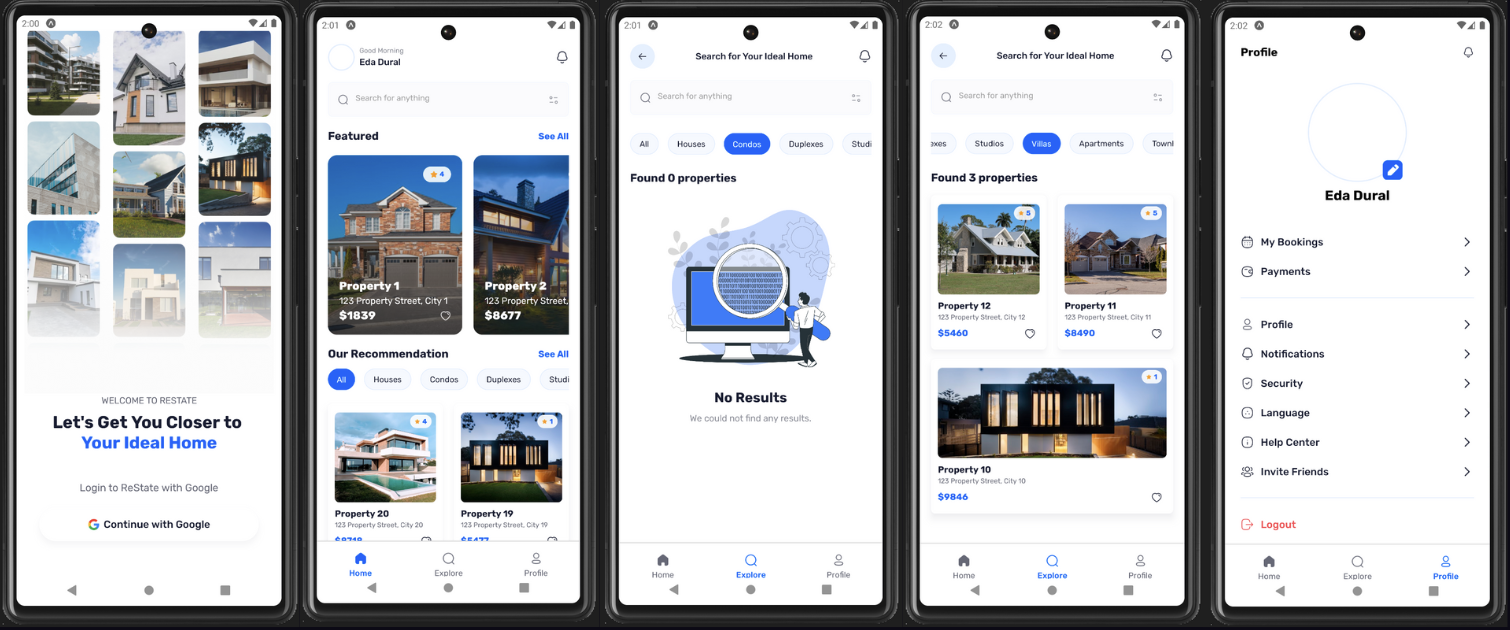 2:00
WELCOME TO RESTATE
Let's Get You Closer to
Your Ideal Home
Login to ReState with Google
Continue with Google
2:01
Good Morning
Eda Dural
Search for anything
Featured
See All
4
Property 1
123 Property Street, City 1
$1839
Property 2
123 Property Street,
$8677
Our Recommendation
See All
All
Houses
Condos
Duplexes
Studi
4
Property 20
123 Property Street, City 20
$8718
1
Property 19
123 Property Street, City 19
$5477
Home
Explore
Profile
2:01
Search for Your Ideal Home
Search for anything
All
Houses
Condos
Duplexes
Studi
Found 0 properties
No Results
We could not find any results.
Home
Explore
Profile
2:02
Search for Your Ideal Home
Search for anything
exes
Studios
Villas
Apartments
Townl
Found 3 properties
5
Property 12
123 Property Street, City 12
$5460
5
Property 11
123 Property Street, City 11
$8490
1
Property 10
123 Property Street, City 10
$9846
Home
Explore
Profile
2:02
Profile
Eda Dural
My Bookings
Payments
Profile
Notifications
Security
Language
Help Center
Invite Friends
Logout
Home
Explore
Profile